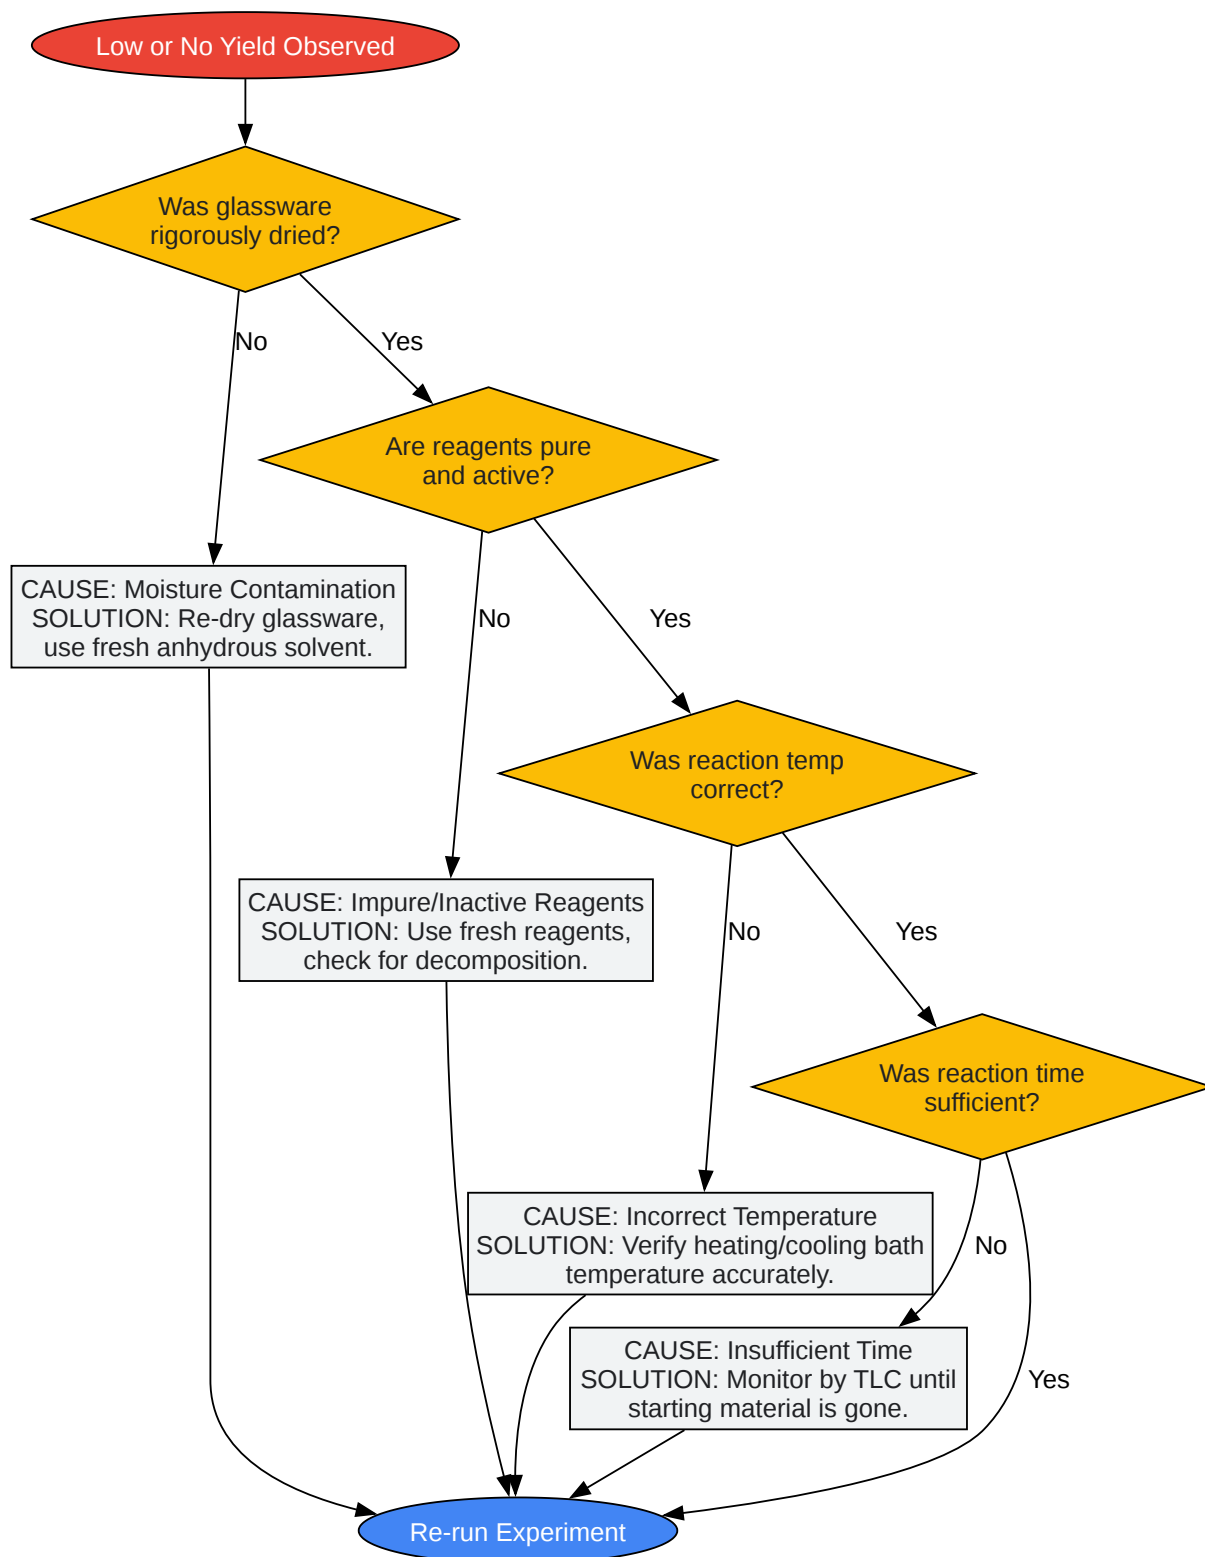 Low or No Yield Observed
Was glassware
rigorously dried?
No
Yes
Are reagents pure
and active?
CAUSE: Moisture Contamination
SOLUTION: Re-dry glassware,
use fresh anhydrous solvent.
No
Yes
Was reaction temp
correct?
CAUSE: Impure/Inactive Reagents
SOLUTION: Use fresh reagents,
check for decomposition.
No
Yes
Was reaction time
sufficient?
CAUSE: Incorrect Temperature
SOLUTION: Verify heating/cooling bath
temperature accurately.
No
CAUSE: Insufficient Time
SOLUTION: Monitor by TLC until
starting material is gone.
Yes
Re-run Experiment